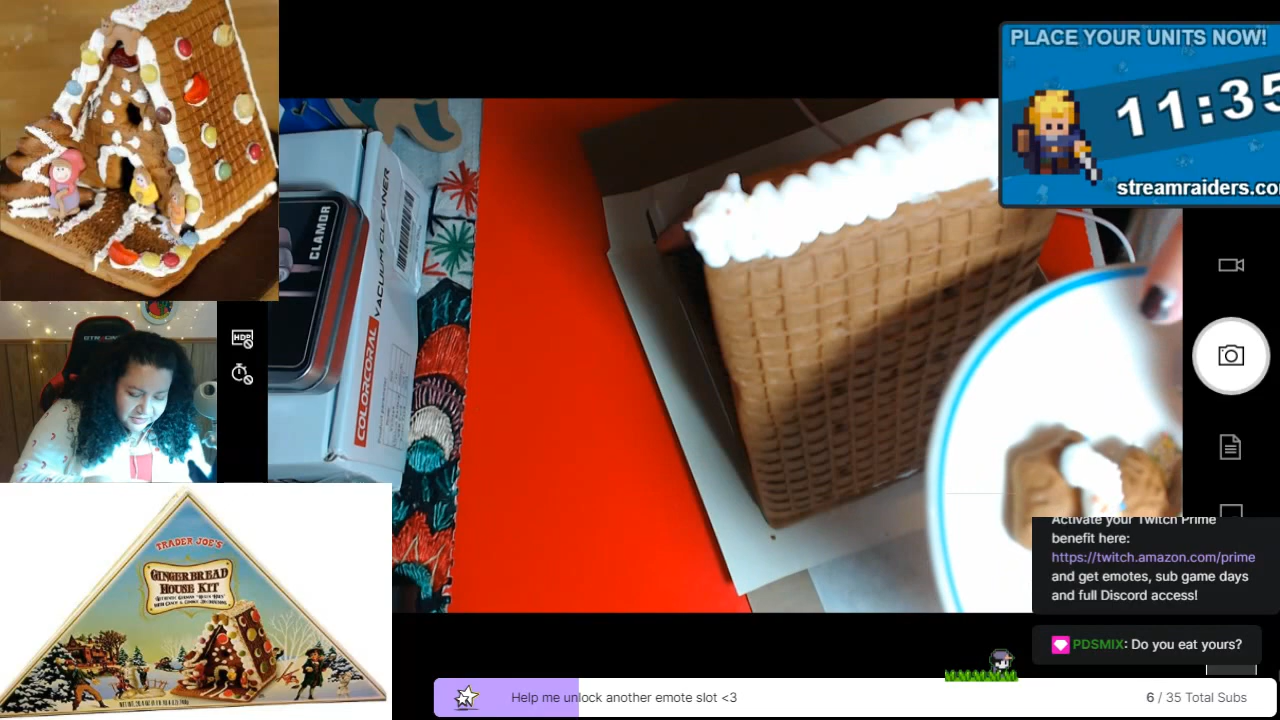 PLACE YOUR UNITS NOW!
11:35
streamraiders.co
CLAMOR
COLORCORAL VACUUM CLEANER
HDR
TRADER JOE'S
GINGERBREAD
HOUSE KIT
Activate your Twitch Prime
benefit here:
https://twitch.amazon.com/prime
and get emotes, sub game days
and full Discord access!
PDSMIX: Do you eat yours?
Help me unlock another emote slot <3
6 / 35 Total Subs